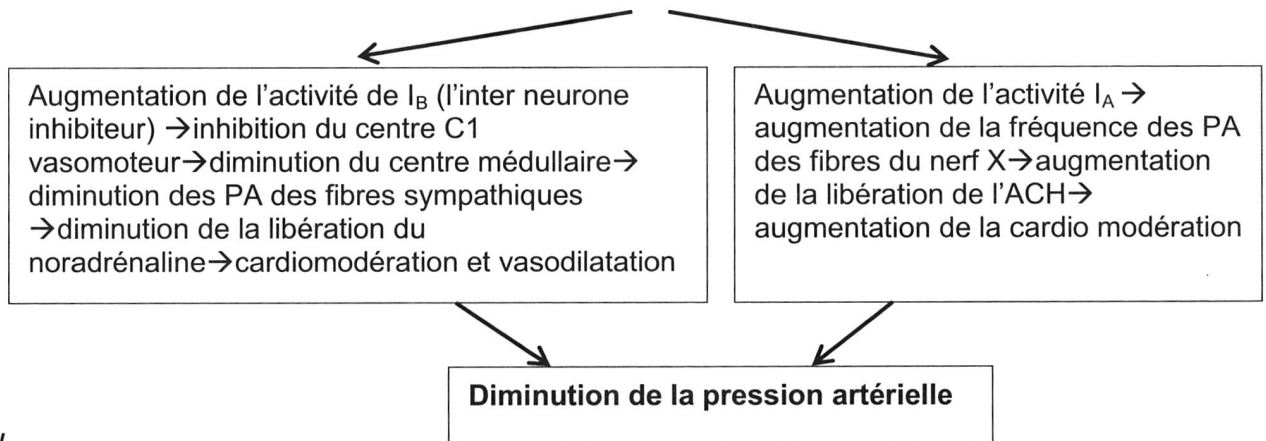 Augmentation de l'activité de I_B (l'inter neurone
inhibiteur) →inhibition du centre C1
vasomoteur→diminution du centre médullaire→
diminution des PA des fibres sympathiques
→diminution de la libération du
noradrénaline→cardiomodération et vasodilatation
Augmentation de l'activité I_A →
augmentation de la fréquence des PA
des fibres du nerf X→augmentation
de la libération de l'ACH→
augmentation de la cardio modération
Diminution de la pression artérielle